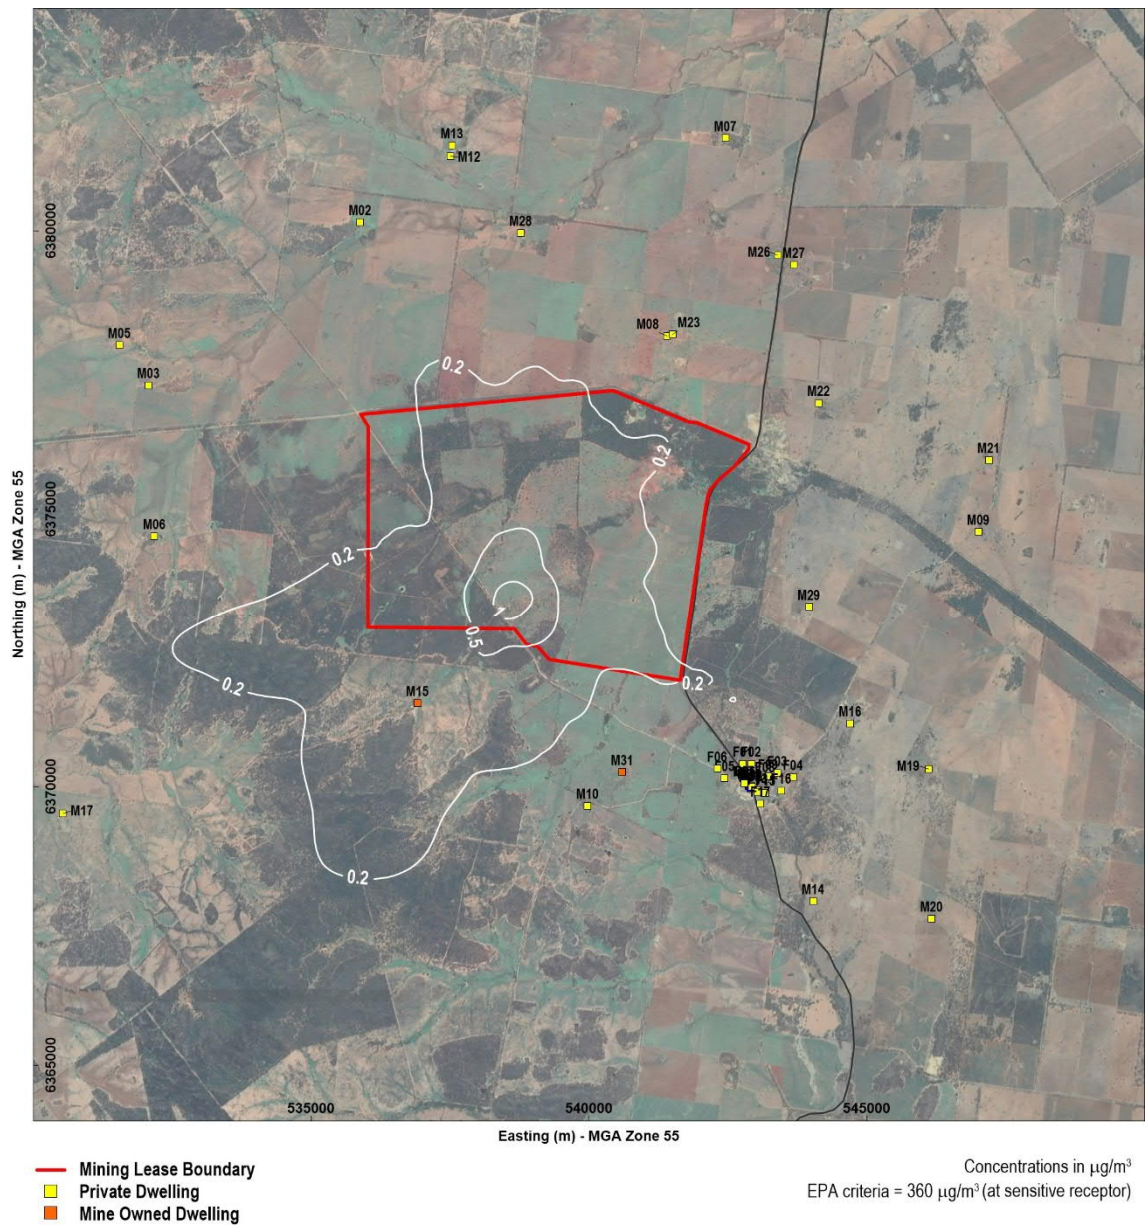 M07
M13
M12
M02
M28
6380000
M26
M27
M08
M23
M05
M03
0.2
M22
0.2
M21
6375000
M06
M09
0.2
1
M29
0.5
Northing (m) - MGA Zone 55
0.2
0.2
M15
M16
F01
F02
M31
F06
F03
F04
M19
6370000
F16
M10
F17
M17
0.2
M14
M20
6365000
535000
540000
545000
Easting (m) - MGA Zone 55
Mining Lease Boundary
Private Dwelling
Mine Owned Dwelling
Concentrations in µg/m³
EPA criteria = 360 µg/m³ (at sensitive receptor)